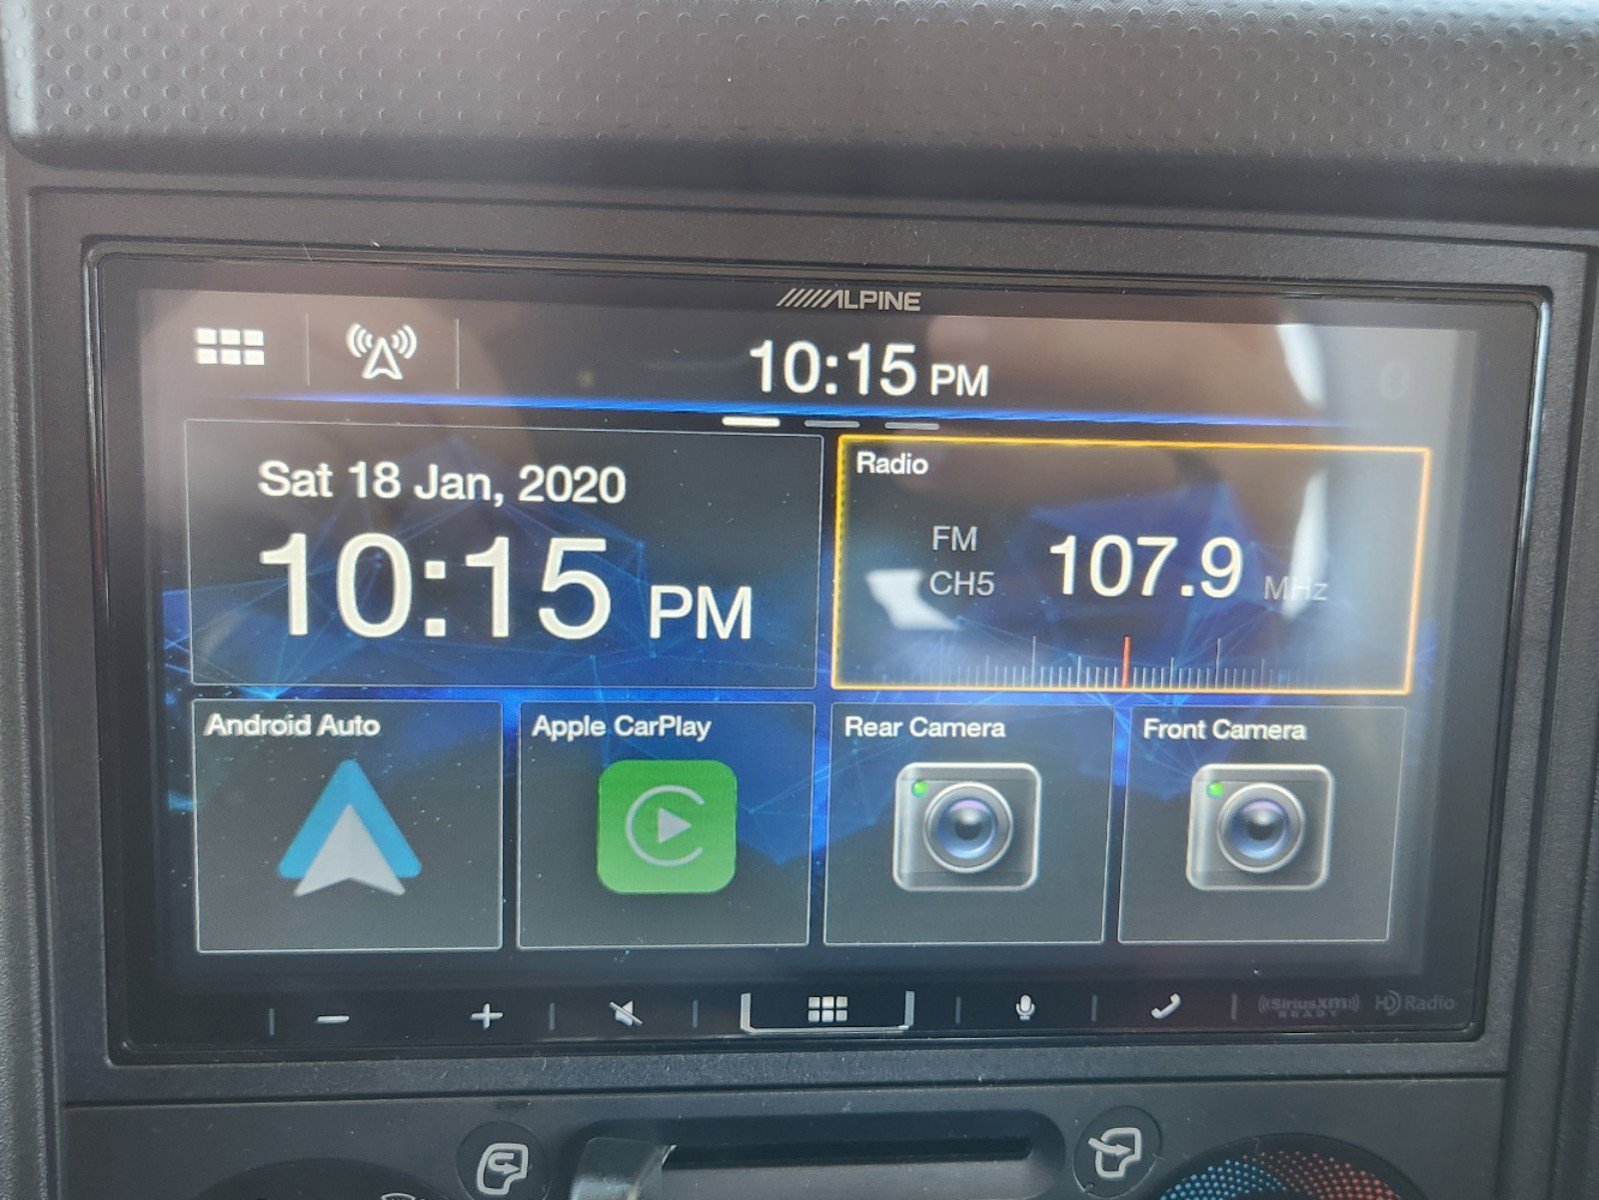 ALPINE
10:15 PM
Sat 18 Jan, 2020
10:15 PM
Radio
FM
CH5
107.9 MHz
Android Auto
Apple CarPlay
Rear Camera
Front Camera
SiriusXM
READY
HD Radio